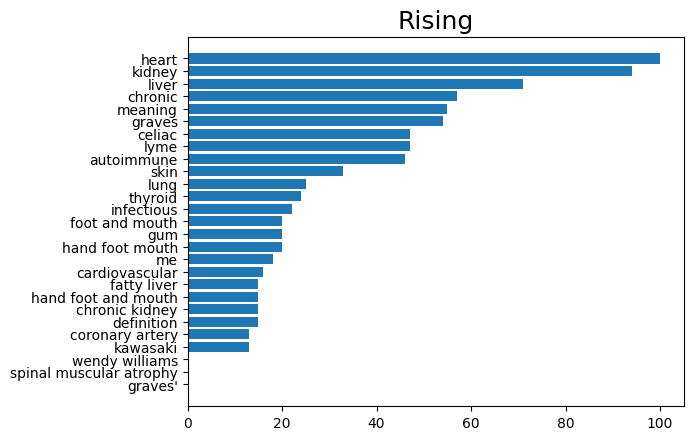 Rising
heart
kidney
liver
chronic
meaning
graves
celiac
lyme
autoimmune
skin
lung
thyroid
infectious
foot and mouth
gum
hand foot mouth
me
cardiovascular
fatty liver
hand foot and mouth
chronic kidney
definition
coronary artery
kawasaki
wendy williams
spinal muscular atrophy
graves'
0 20 40 60 80 100